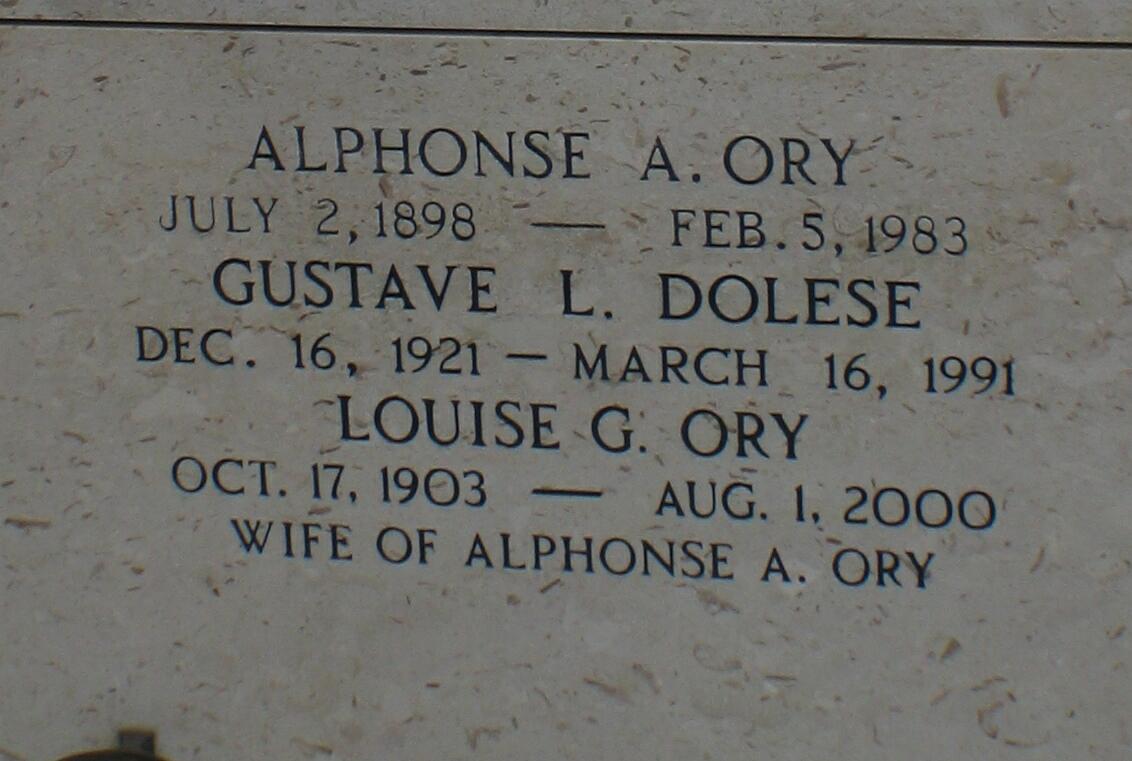 ALPHONSE A. ORY
JULY 2, 1898 — FEB. 5, 1983
GUSTAVE L. DOLESE
DEC. 16, 1921 — MARCH 16, 1991
LOUISE G. ORY
OCT. 17, 1903 — AUG. 1, 2000
WIFE OF ALPHONSE A. ORY